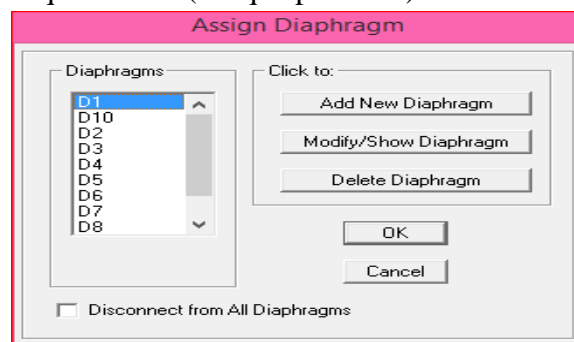 Assign Diaphragm
Diaphragms
D1
D10
D2
D3
D4
D5
D6
D7
D8
Click to:
Add New Diaphragm
Modify/Show Diaphragm
Delete Diaphragm
OK
Cancel
Disconnect from All Diaphragms